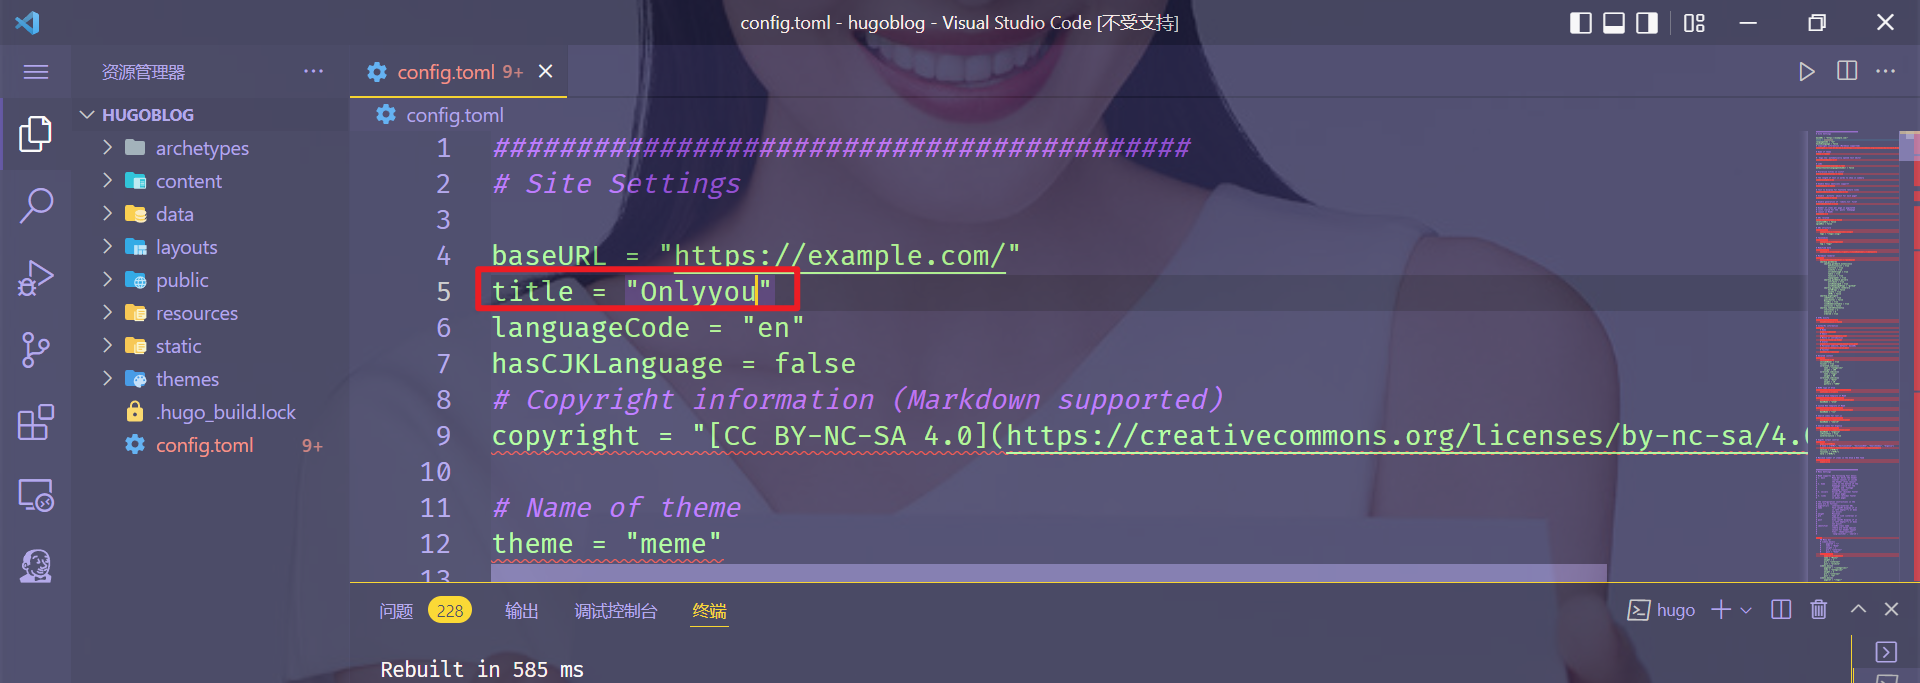 config.toml - hugoblog - Visual Studio Code [不受支持]
资源管理器
config.toml 9+
HUGOBLOG
archetypes
content
data
layouts
public
resources
static
themes
.hugo_build.lock
config.toml 9+
config.toml
1 ##########################################
2 # Site Settings
3
4 baseURL = "https://example.com/"
5 title = "Onlyyou"
6 languageCode = "en"
7 hasCJKLanguage = false
8 # Copyright information (Markdown supported)
9 copyright = "[CC BY-NC-SA 4.0](https://creativecommons.org/licenses/by-nc-sa/4.
10
11 # Name of theme
12 theme = "meme"
13
问题 228 输出 调试控制台 终端
hugo
Rebuilt in 585 ms